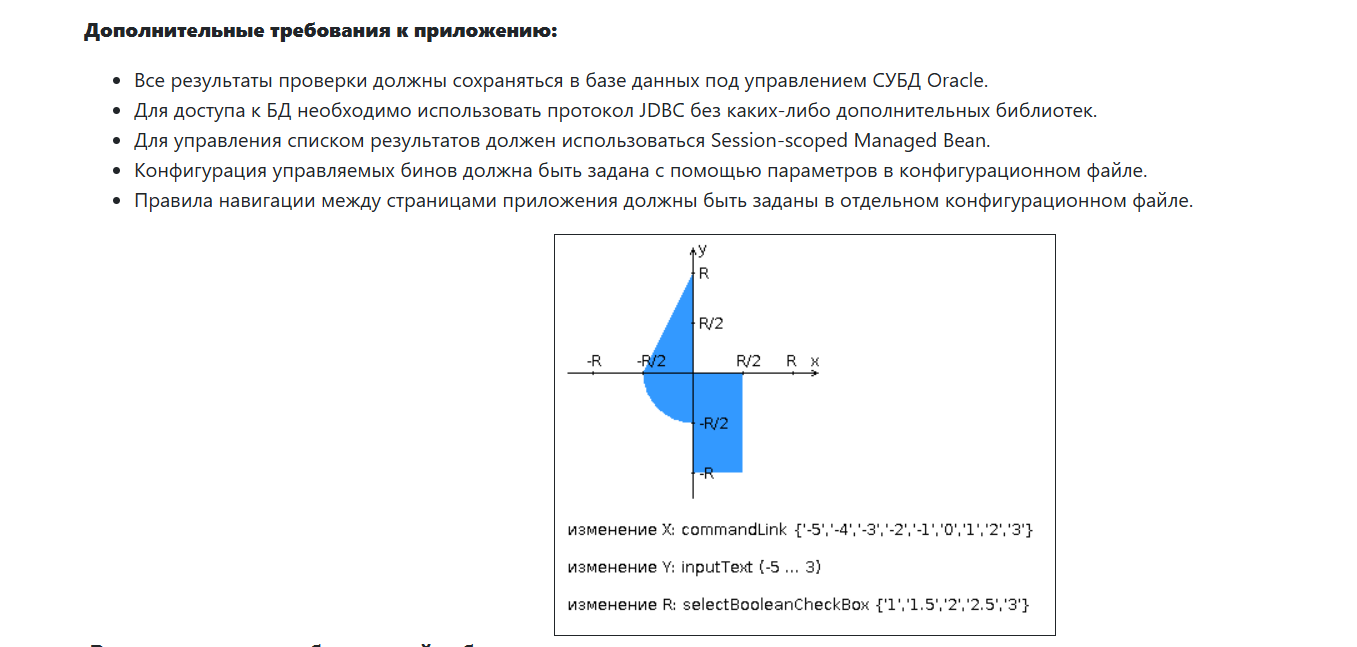 Дополнительные требования к приложению:
Все результаты проверки должны сохраняться в базе данных под управлением СУБД Oracle.
Для доступа к БД необходимо использовать протокол JDBC без каких-либо дополнительных библиотек.
Для управления списком результатов должен использоваться Session-scoped Managed Bean.
Конфигурация управляемых бинов должна быть задана с помощью параметров в конфигурационном файле.
Правила навигации между страницами приложения должны быть заданы в отдельном конфигурационном файле.
y
R
R/2
-R -R/2 R/2 R x
-R/2
-R
изменение X: commandLink {'-5','-4','-3','-2','-1','0','1','2','3'}
изменение Y: inputText (-5 ... 3)
изменение R: selectBooleanCheckBox {'1','1.5','2','2.5','3'}